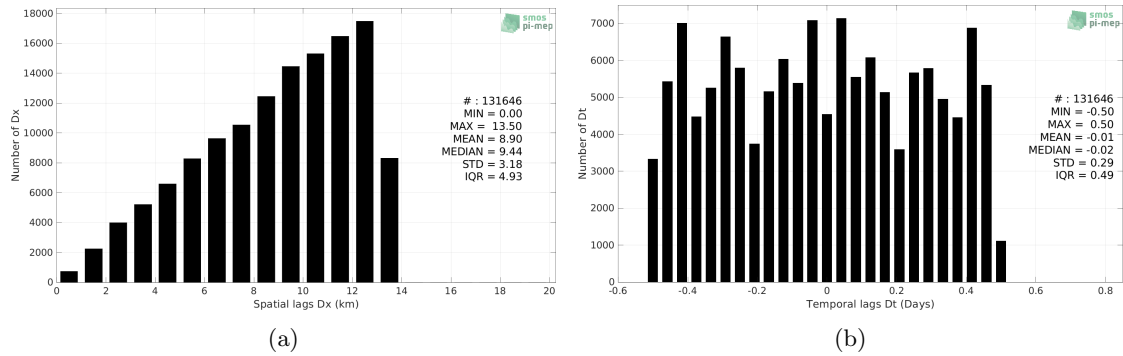 smos
pi-mep
18000
16000
14000
12000
10000
8000
6000
4000
2000
0
Number of Dx
# : 131646
MIN = 0.00
MAX = 13.50
MEAN = 8.90
MEDIAN = 9.44
STD = 3.18
IQR = 4.93
0 2 4 6 8 10 12 14 16 18 20
Spatial lags Dx (km)
(a)
smos
pi-mep
7000
6000
5000
4000
3000
2000
1000
0
Number of Dt
# : 131646
MIN = -0.50
MAX = 0.50
MEAN = -0.01
MEDIAN = -0.02
STD = 0.29
IQR = 0.49
-0.6 -0.4 -0.2 0 0.2 0.4 0.6 0.8
Temporal lags Dt (Days)
(b)